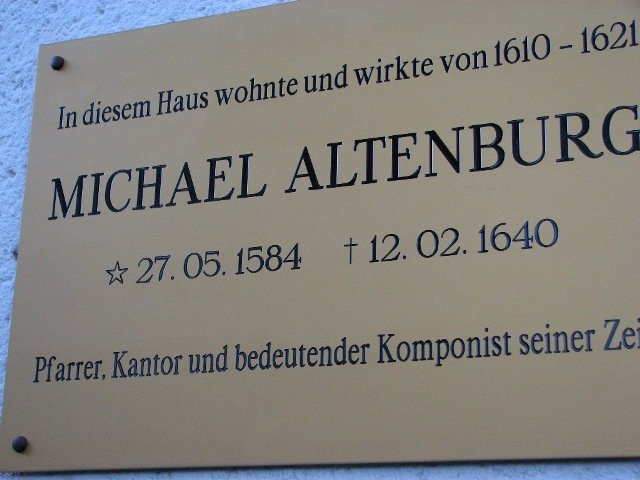 In diesem Haus wohnte und wirkte von 1610 - 1621
MICHAEL ALTENBURG
☆ 27. 05. 1584 † 12. 02. 1640
Pfarrer, Kantor und bedeutender Komponist seiner Zei